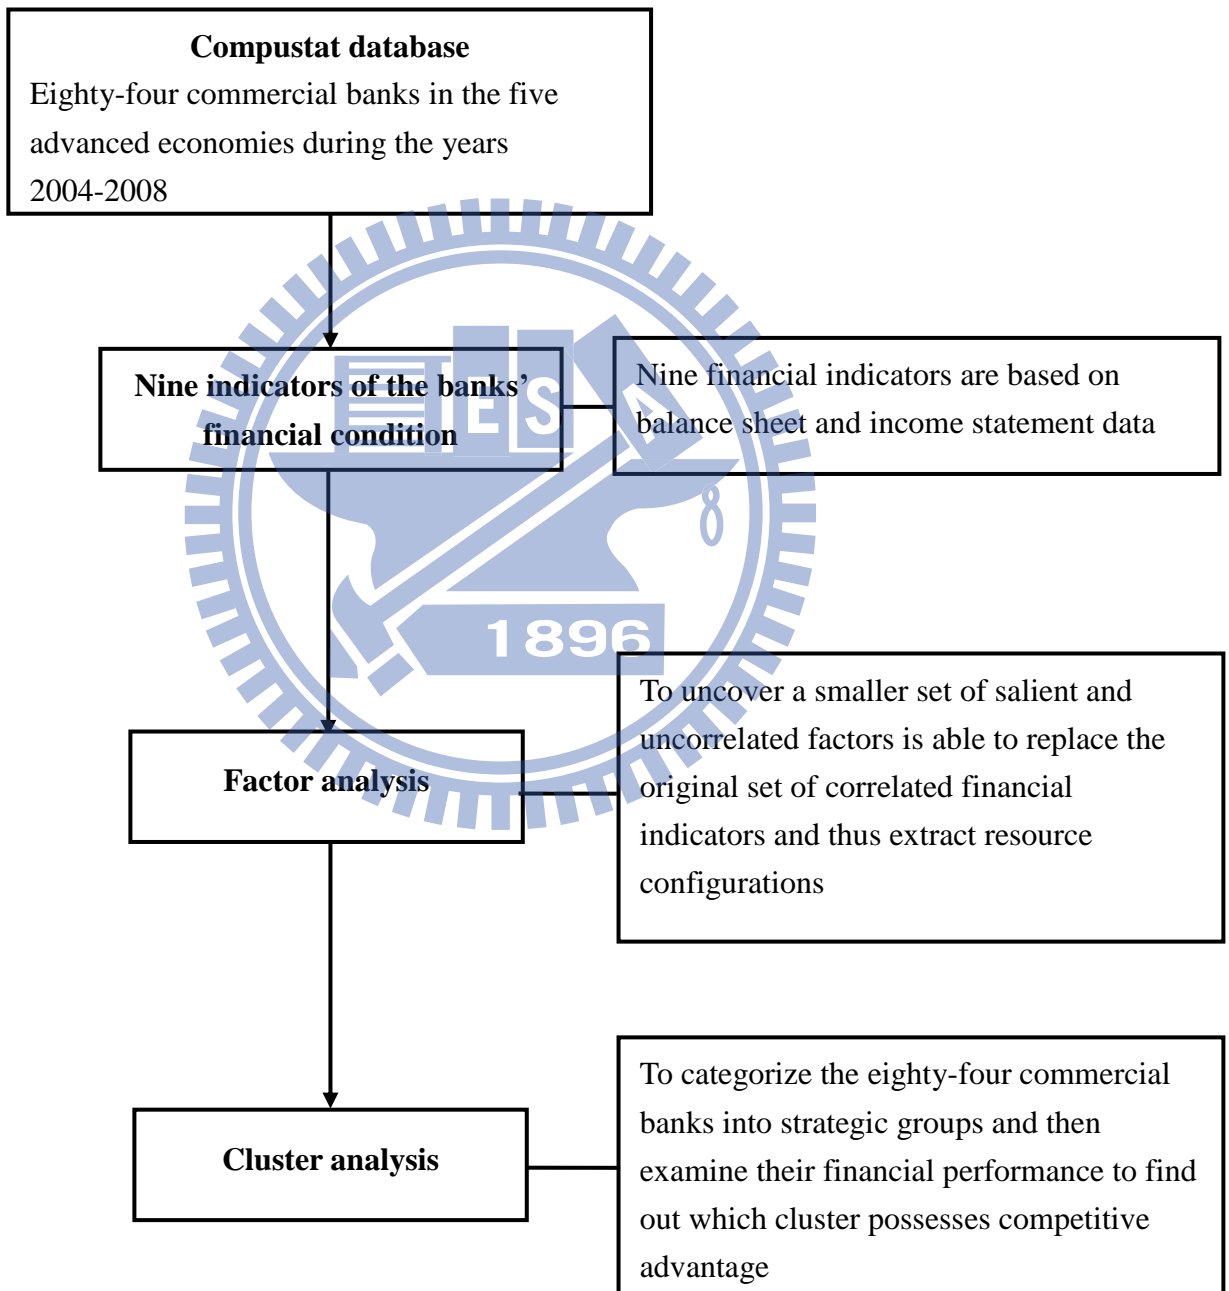 Compustat database
Eighty-four commercial banks in the five
advanced economies during the years
2004-2008
Nine indicators of the banks’
financial condition
Nine financial indicators are based on
balance sheet and income statement data
E S A
8
1896
Factor analysis
To uncover a smaller set of salient and
uncorrelated factors is able to replace the
original set of correlated financial
indicators and thus extract resource
configurations
Cluster analysis
To categorize the eighty-four commercial
banks into strategic groups and then
examine their financial performance to find
out which cluster possesses competitive
advantage